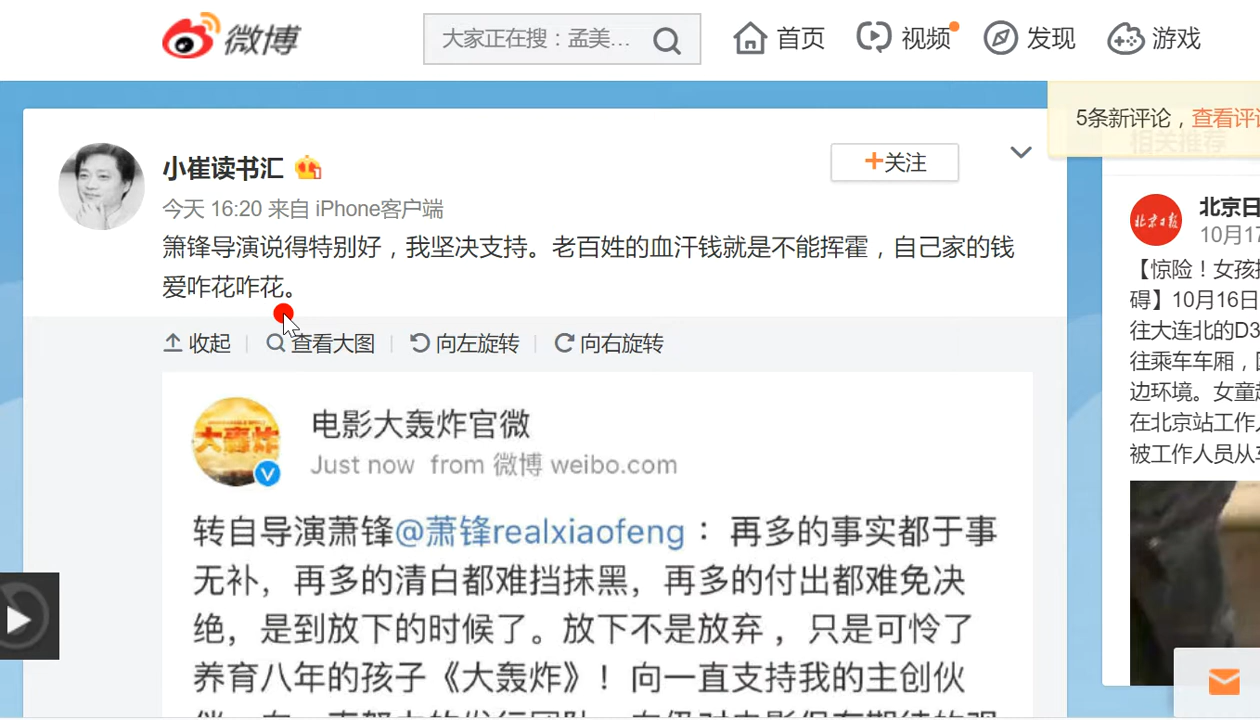 微博
大家正在搜：孟美...
首页
视频
发现
游戏
5条新评论，查看评
相关推荐
小崔读书汇
+关注
今天 16:20 来自 iPhone客户端
萧锋导演说得特别好，我坚决支持。老百姓的血汗钱就是不能挥霍，自己家的钱
爱咋花咋花。
收起
查看大图
向左旋转
向右旋转
大轰炸
电影大轰炸官微
Just now from 微博 weibo.com
转自导演萧锋@萧锋realxiaofeng：再多的事实都于事
无补，再多的清白都难挡抹黑，再多的付出都难免决
绝，是到放下的时候了。放下不是放弃，只是可怜了
养育八年的孩子《大轰炸》！向一直支持我的主创伙
北京日报
北京日
10月17
【惊险！女孩
碍】10月16日
往大连北的D3
往乘车车厢，
边环境。女童
在北京站工作
被工作人员从